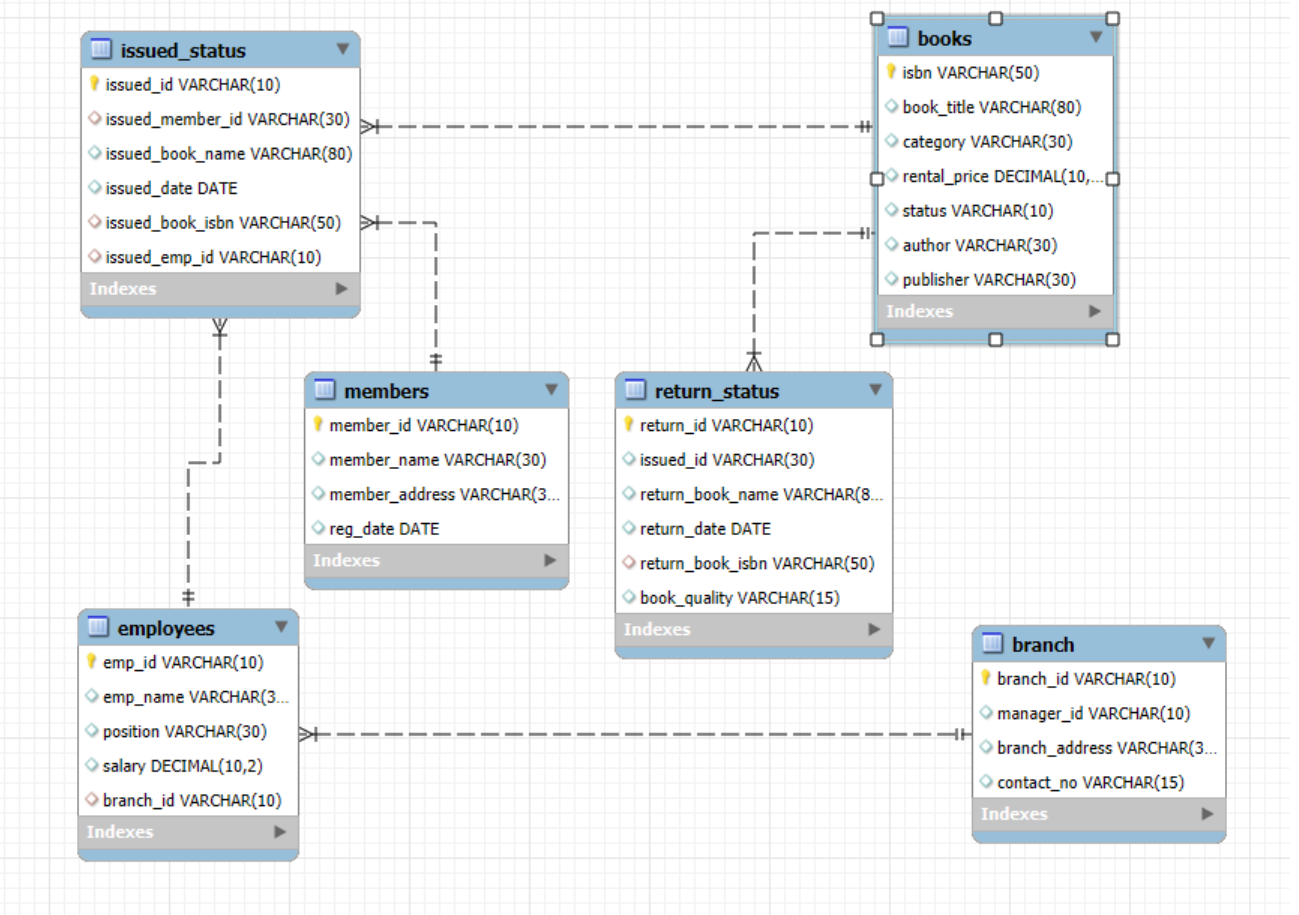 issued_status
issued_id VARCHAR(10)
issued_member_id VARCHAR(30)
issued_book_name VARCHAR(80)
issued_date DATE
issued_book_isbn VARCHAR(50)
issued_emp_id VARCHAR(10)
Indexes
books
isbn VARCHAR(50)
book_title VARCHAR(80)
category VARCHAR(30)
rental_price DECIMAL(10,...
status VARCHAR(10)
author VARCHAR(30)
publisher VARCHAR(30)
Indexes
members
member_id VARCHAR(10)
member_name VARCHAR(30)
member_address VARCHAR(3...
reg_date DATE
Indexes
return_status
return_id VARCHAR(10)
issued_id VARCHAR(30)
return_book_name VARCHAR(8...
return_date DATE
return_book_isbn VARCHAR(50)
book_quality VARCHAR(15)
Indexes
employees
emp_id VARCHAR(10)
emp_name VARCHAR(3...
position VARCHAR(30)
salary DECIMAL(10,2)
branch_id VARCHAR(10)
Indexes
branch
branch_id VARCHAR(10)
manager_id VARCHAR(10)
branch_address VARCHAR(3...
contact_no VARCHAR(15)
Indexes